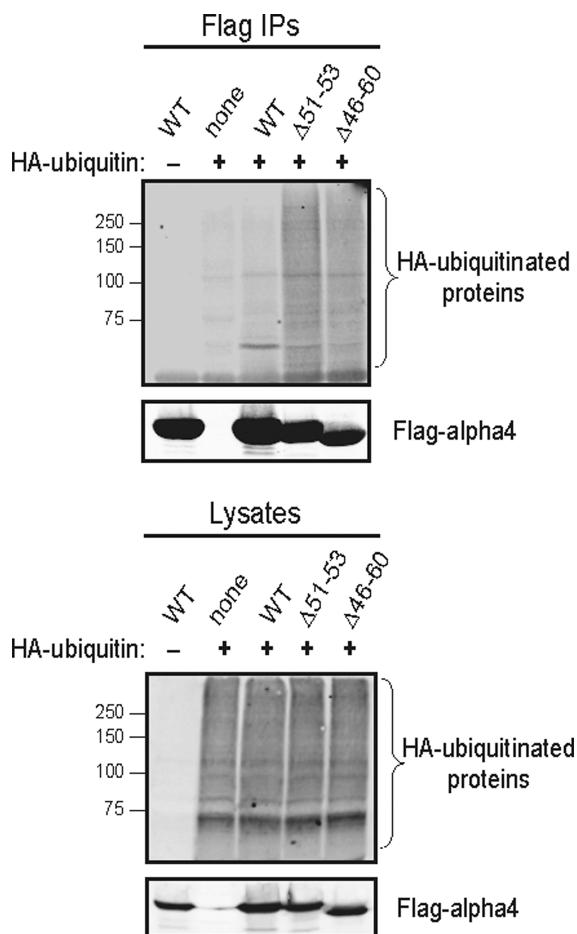 Flag IPs
WT none WT Δ51-53 Δ46-60
HA-ubiquitin: – + + + +
250
150
100
75
HA-ubiquitinated
proteins
Flag-alpha4
Lysates
WT none WT Δ51-53 Δ46-60
HA-ubiquitin: – + + + +
250
150
100
75
HA-ubiquitinated
proteins
Flag-alpha4